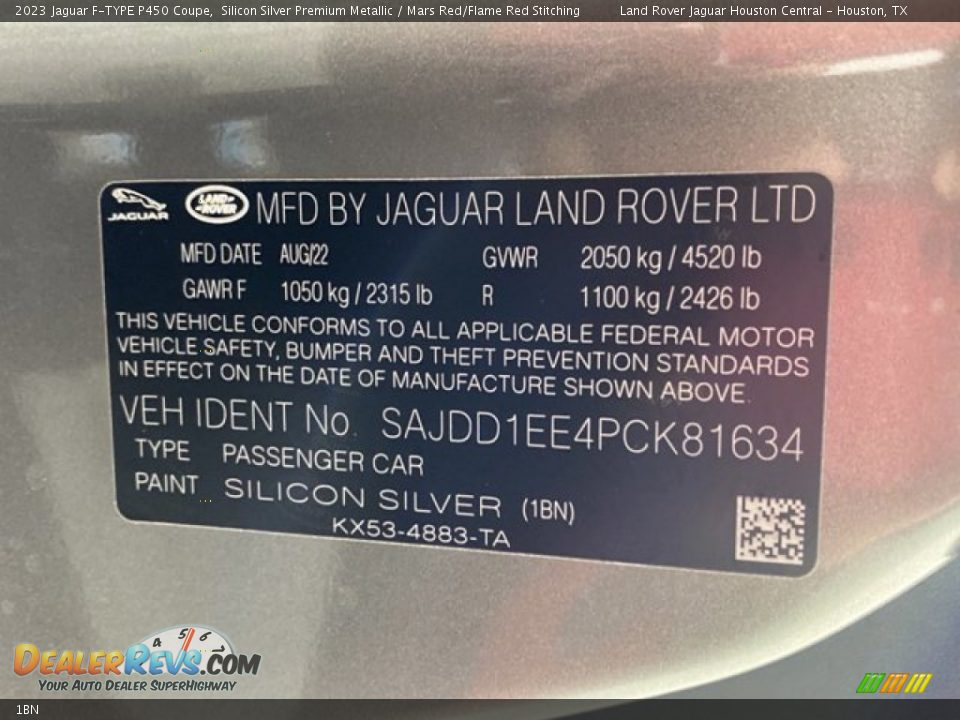 2023 Jaguar F-TYPE P450 Coupe, Silicon Silver Premium Metallic / Mars Red/Flame Red Stitching Land Rover Jaguar Houston Central - Houston, TX
JAGUAR LAND ROVER MFD BY JAGUAR LAND ROVER LTD
MFD DATE AUG/22 GVWR 2050 kg / 4520 lb
GAWR F 1050 kg / 2315 lb R 1100 kg / 2426 lb
THIS VEHICLE CONFORMS TO ALL APPLICABLE FEDERAL MOTOR
VEHICLE SAFETY, BUMPER AND THEFT PREVENTION STANDARDS
IN EFFECT ON THE DATE OF MANUFACTURE SHOWN ABOVE.
VEH IDENT No. SAJDD1EE4PCK81634
TYPE PASSENGER CAR
PAINT SILICON SILVER (1BN)
KX53-4883-TA
4 5 6
DealerRevs.com
Your Auto Dealer SuperHighway
1BN